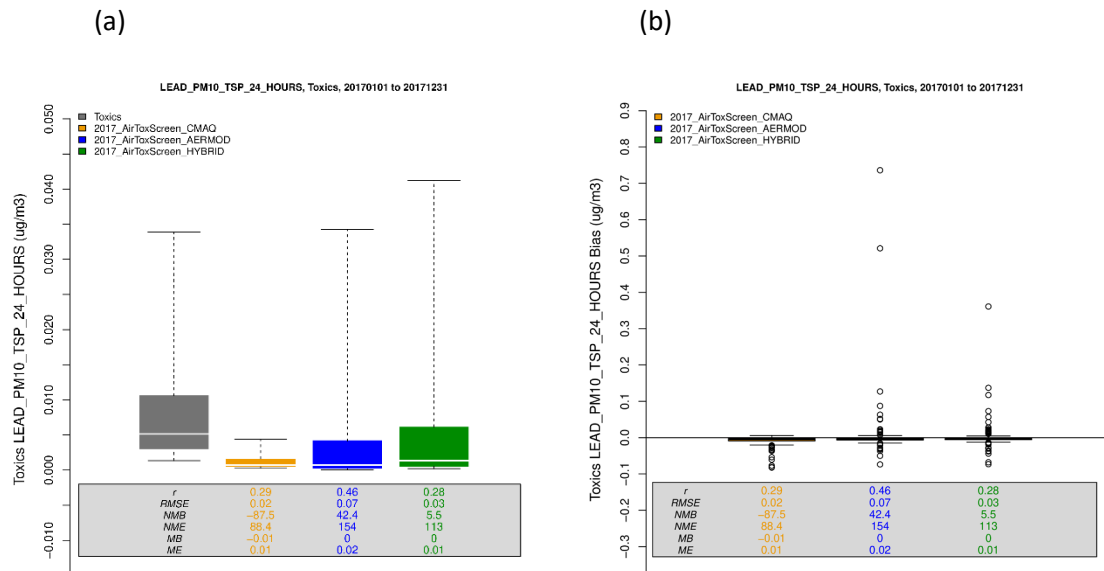 (a)
LEAD_PM10_TSP_24_HOURS, Toxics, 20170101 to 20171231
Toxics LEAD_PM10_TSP_24_HOURS (ug/m3)
0.050
0.040
0.030
0.020
0.010
0.000
−0.010
Toxics
2017_AirToxScreen_CMAQ
2017_AirToxScreen_AERMOD
2017_AirToxScreen_HYBRID
r 0.29 0.46 0.28
RMSE 0.02 0.07 0.03
NMB −87.5 42.4 5.5
NME 88.4 154 113
MB −0.01 0 0
ME 0.01 0.02 0.01
(b)
LEAD_PM10_TSP_24_HOURS, Toxics, 20170101 to 20171231
Toxics LEAD_PM10_TSP_24_HOURS Bias (ug/m3)
0.9
0.8
0.7
0.6
0.5
0.4
0.3
0.2
0.1
0.0
−0.1
−0.2
−0.3
2017_AirToxScreen_CMAQ
2017_AirToxScreen_AERMOD
2017_AirToxScreen_HYBRID
r 0.29 0.46 0.28
RMSE 0.02 0.07 0.03
NMB −87.5 42.4 5.5
NME 88.4 154 113
MB −0.01 0 0
ME 0.01 0.02 0.01